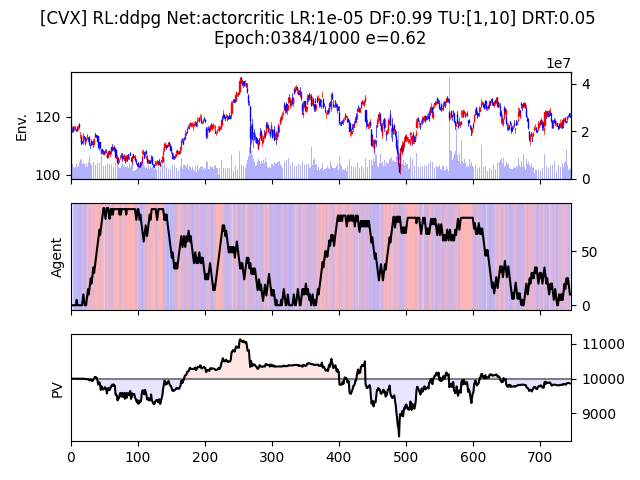 [CVX] RL:ddpg Net:actorcritic LR:1e-05 DF:0.99 TU:[1,10] DRT:0.05
Epoch:0384/1000 e=0.62
1e7
Env.
120
100
4
2
0
Agent
50
0
PV
11000
10000
9000
0 100 200 300 400 500 600 700